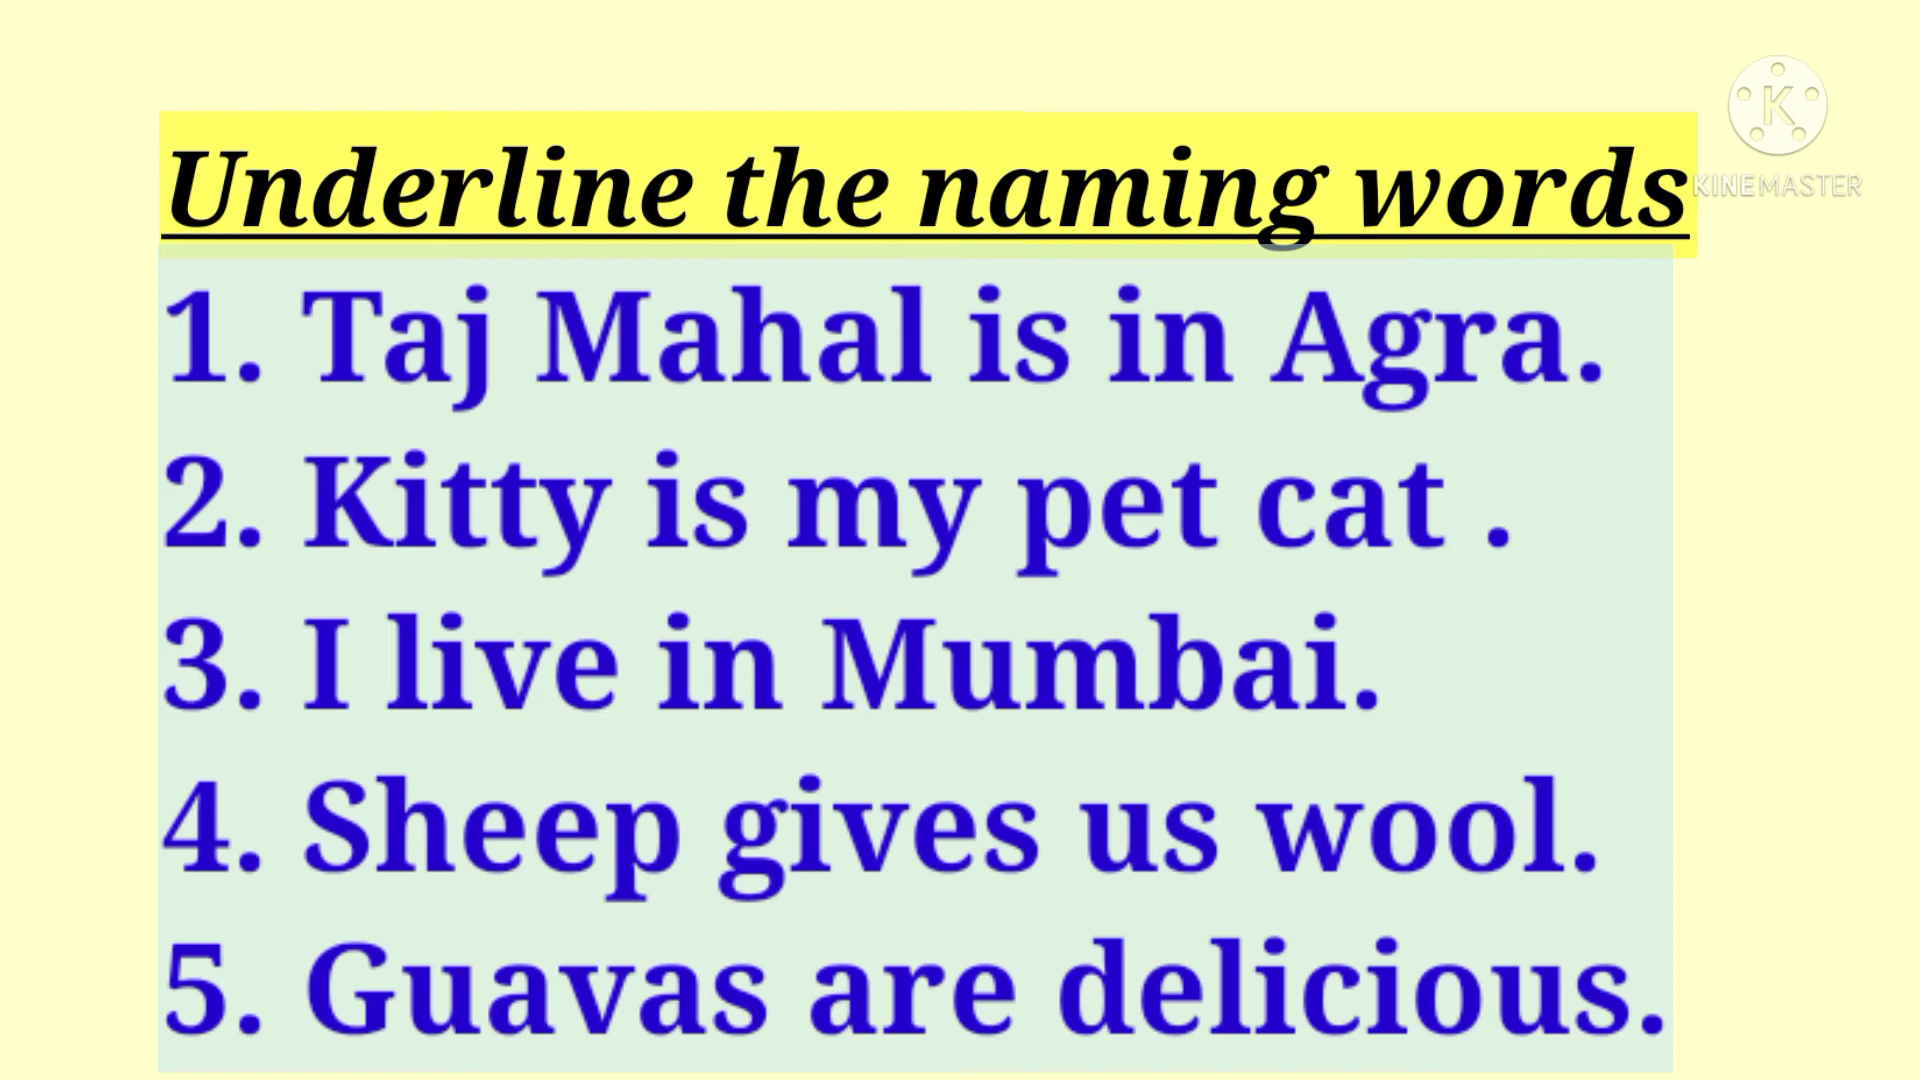 Underline the naming words
K
KINEMASTER
1. Taj Mahal is in Agra.
2. Kitty is my pet cat .
3. I live in Mumbai.
4. Sheep gives us wool.
5. Guavas are delicious.